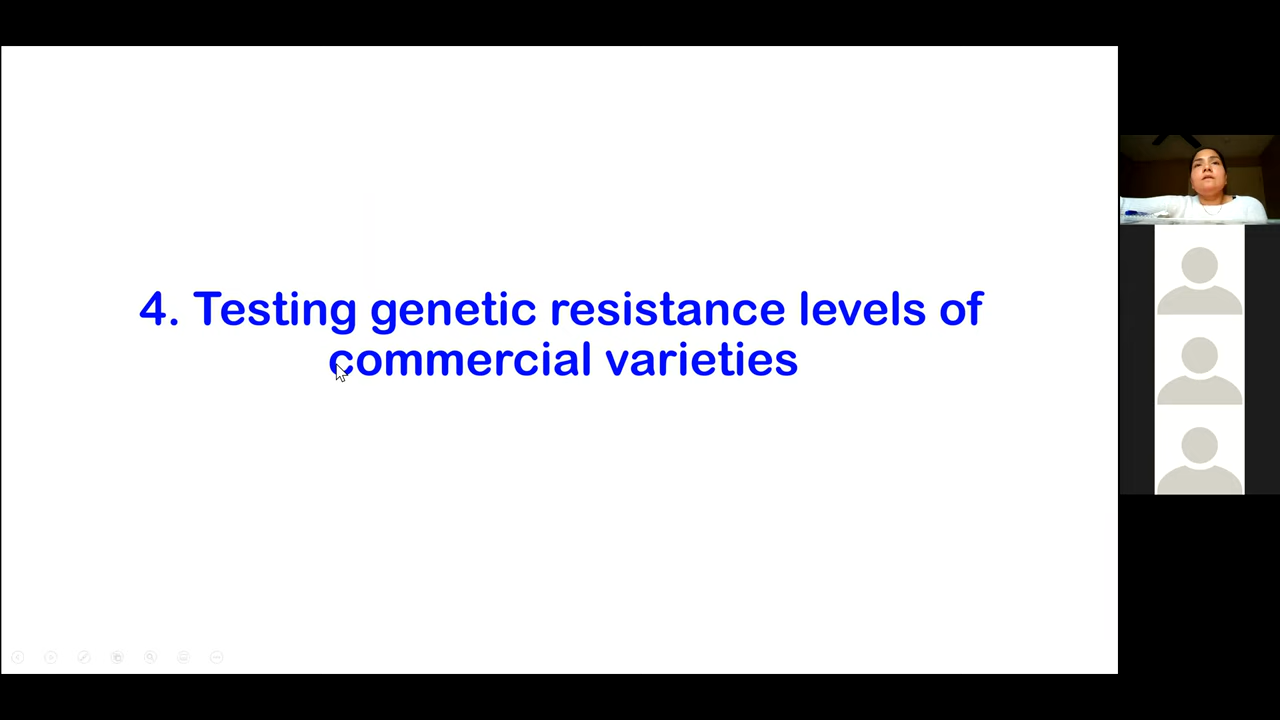 4. Testing genetic resistance levels of
commercial varieties